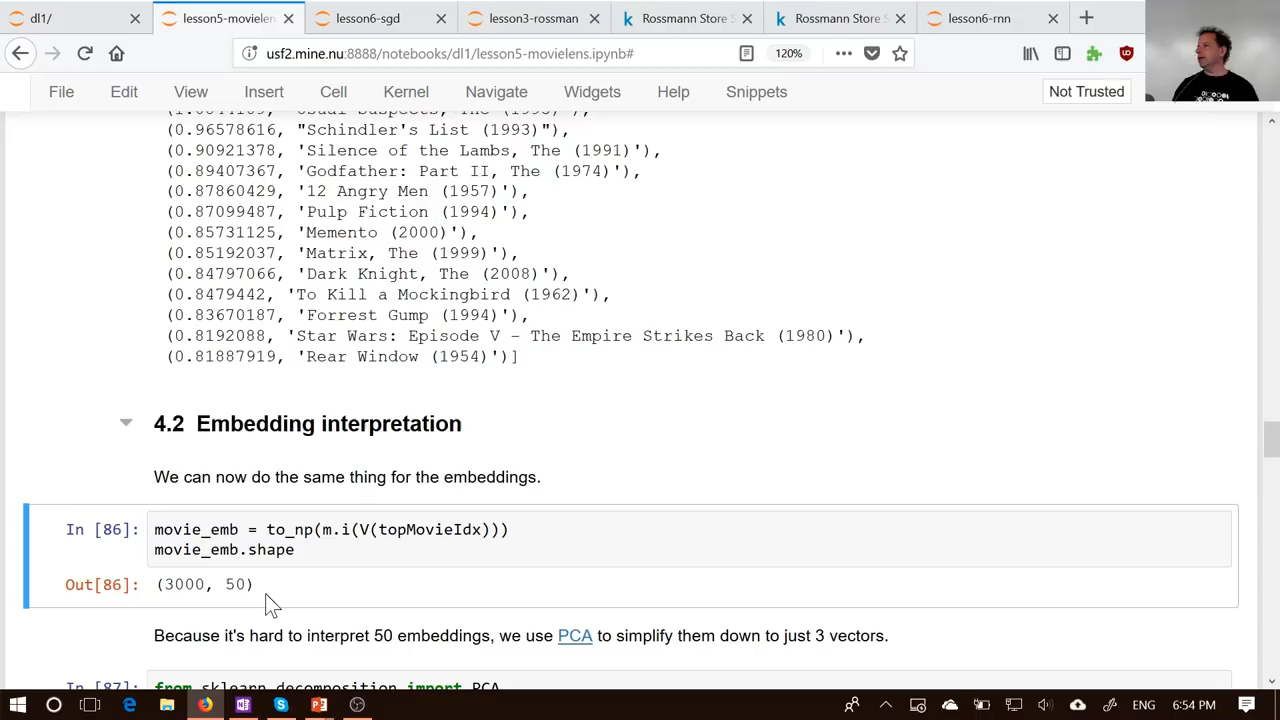 dl1/
lesson5-movielen
lesson6-sgd
lesson3-rossman
Rossmann Store S
Rossmann Store S
lesson6-rnn
usf2.mine.nu:8888/notebooks/dl1/lesson5-movielens.ipynb#
120%
File Edit View Insert Cell Kernel Navigate Widgets Help Snippets
Not Trusted
(0.96578616, "Schindler's List (1993)"),
(0.90921378, 'Silence of the Lambs, The (1991)'),
(0.89407367, 'Godfather: Part II, The (1974)'),
(0.87860429, '12 Angry Men (1957)'),
(0.87099487, 'Pulp Fiction (1994)'),
(0.85731125, 'Memento (2000)'),
(0.85192037, 'Matrix, The (1999)'),
(0.84797066, 'Dark Knight, The (2008)'),
(0.8479442, 'To Kill a Mockingbird (1962)'),
(0.83670187, 'Forrest Gump (1994)'),
(0.8192088, 'Star Wars: Episode V - The Empire Strikes Back (1980)'),
(0.81887919, 'Rear Window (1954)')]
4.2 Embedding interpretation
We can now do the same thing for the embeddings.
In [86]: movie_emb = to_np(m.i(V(topMovieIdx)))
movie_emb.shape
Out[86]: (3000, 50)
Because it's hard to interpret 50 embeddings, we use PCA to simplify them down to just 3 vectors.
In [87]: from sklearn.decomposition import PCA
ENG 6:54 PM